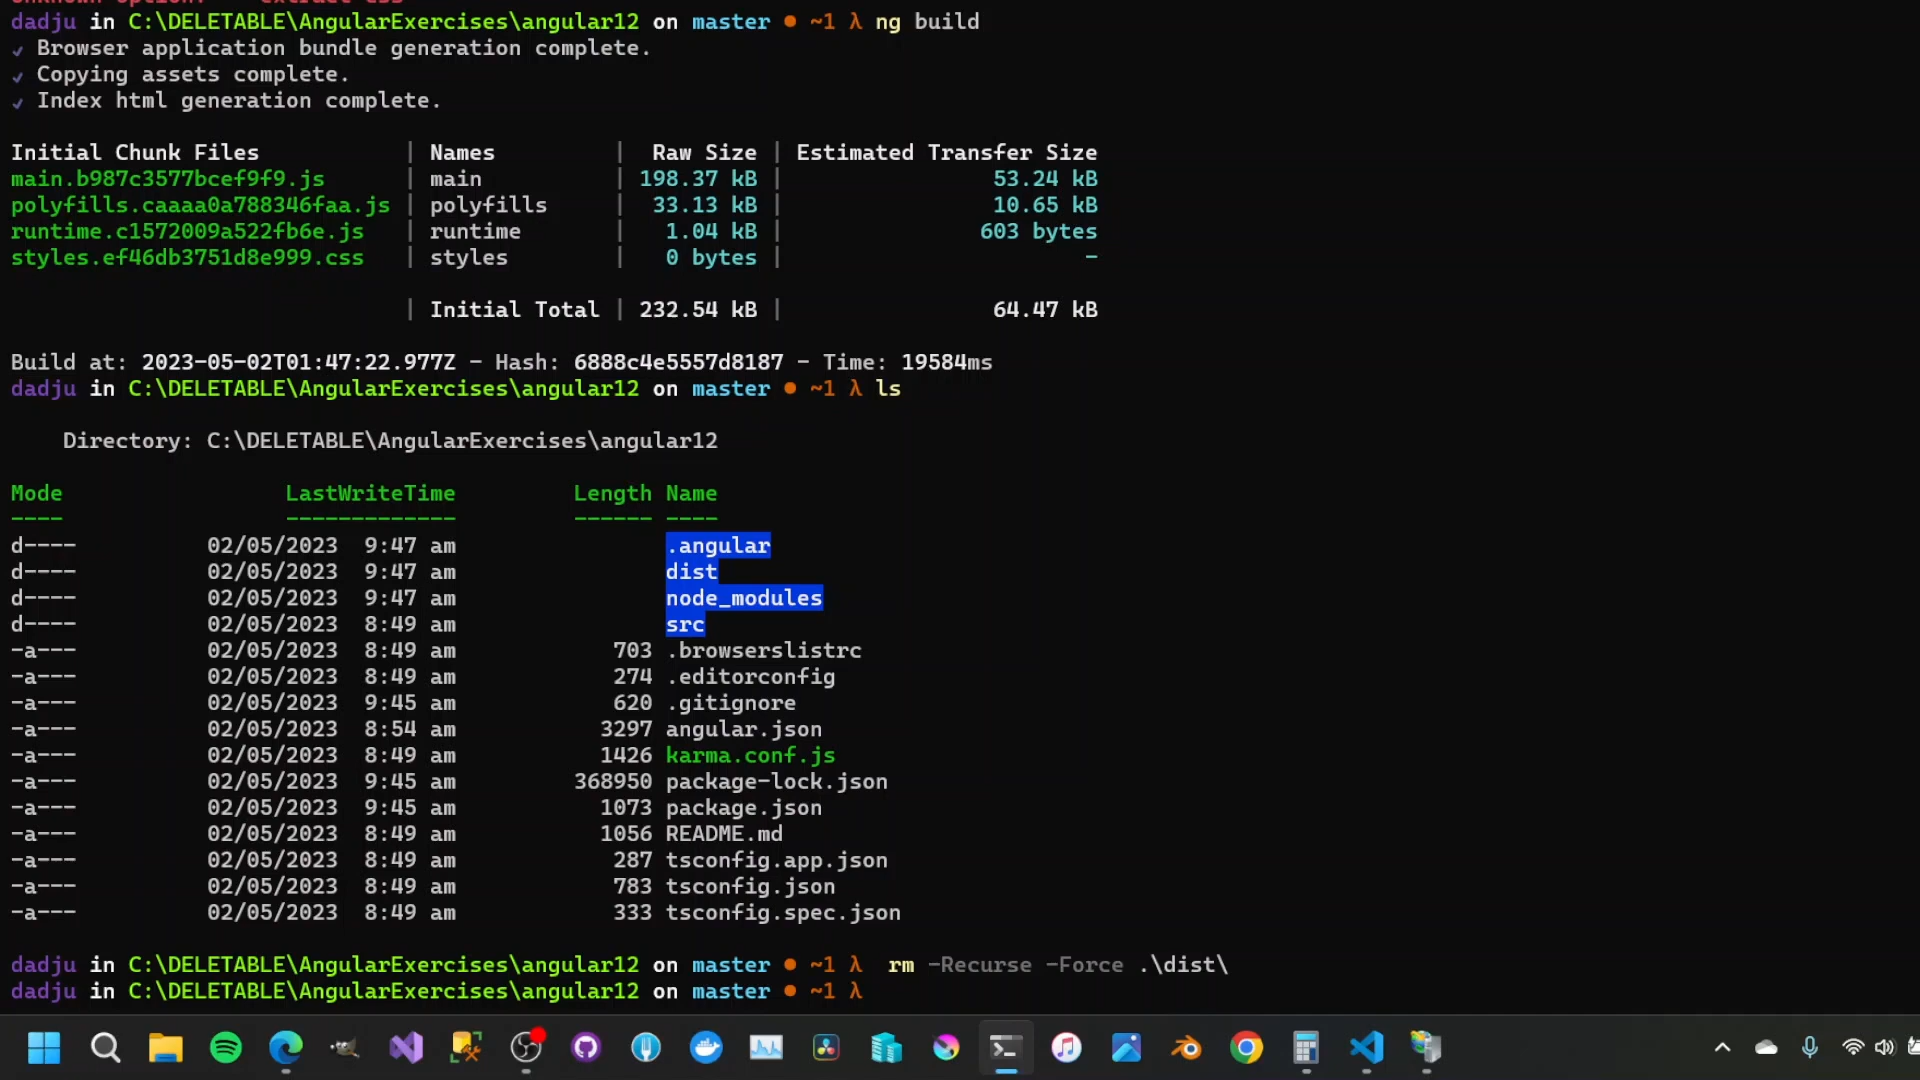 unknown option: '--extract-css'
dadju in C:\DELETABLE\AngularExercises\angular12 on master ● ~1 λ ng build
✓ Browser application bundle generation complete.
✓ Copying assets complete.
✓ Index html generation complete.
Initial Chunk Files | Names | Raw Size | Estimated Transfer Size
main.b987c3577bcef9f9.js | main | 198.37 kB | 53.24 kB
polyfills.caaaa0a788346faa.js | polyfills | 33.13 kB | 10.65 kB
runtime.c1572009a522fb6e.js | runtime | 1.04 kB | 603 bytes
styles.ef46db3751d8e999.css | styles | 0 bytes | -
| Initial Total | 232.54 kB | 64.47 kB
Build at: 2023-05-02T01:47:22.977Z - Hash: 6888c4e5557d8187 - Time: 19584ms
dadju in C:\DELETABLE\AngularExercises\angular12 on master ● ~1 λ ls
Directory: C:\DELETABLE\AngularExercises\angular12
Mode LastWriteTime Length Name
---- ------------- ------ ----
d---- 02/05/2023 9:47 am .angular
d---- 02/05/2023 9:47 am dist
d---- 02/05/2023 9:47 am node_modules
d---- 02/05/2023 8:49 am src
-a--- 02/05/2023 8:49 am 703 .browserslistrc
-a--- 02/05/2023 8:49 am 274 .editorconfig
-a--- 02/05/2023 9:45 am 620 .gitignore
-a--- 02/05/2023 8:54 am 3297 angular.json
-a--- 02/05/2023 8:49 am 1426 karma.conf.js
-a--- 02/05/2023 9:45 am 368950 package-lock.json
-a--- 02/05/2023 9:45 am 1073 package.json
-a--- 02/05/2023 8:49 am 1056 README.md
-a--- 02/05/2023 8:49 am 287 tsconfig.app.json
-a--- 02/05/2023 8:49 am 783 tsconfig.json
-a--- 02/05/2023 8:49 am 333 tsconfig.spec.json
dadju in C:\DELETABLE\AngularExercises\angular12 on master ● ~1 λ rm -Recurse -Force .\dist\
dadju in C:\DELETABLE\AngularExercises\angular12 on master ● ~1 λ